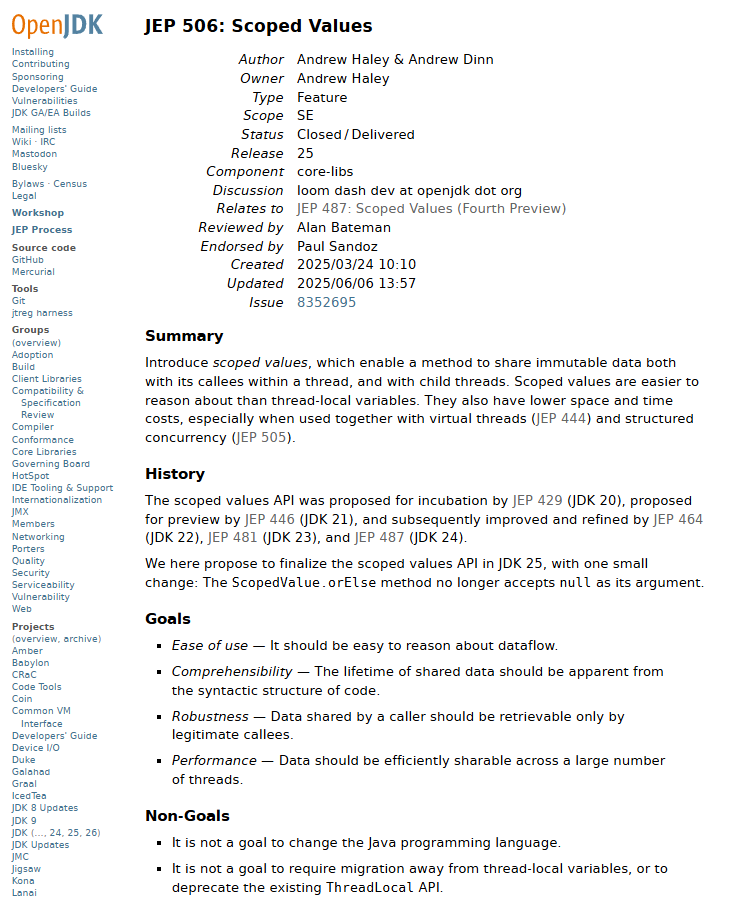 OpenJDK
Installing
Contributing
Sponsoring
Developers' Guide
Vulnerabilities
JDK GA/EA Builds
Mailing lists
Wiki · IRC
Mastodon
Bluesky
Bylaws · Census
Legal
Workshop
JEP Process
Source code
GitHub
Mercurial
Tools
Git
jtreg harness
Groups
(overview)
Adoption
Build
Client Libraries
Compatibility &
Specification
Review
Compiler
Conformance
Core Libraries
Governing Board
HotSpot
IDE Tooling & Support
Internationalization
JMX
Members
Networking
Porters
Quality
Security
Serviceability
Vulnerability
Web
Projects
(overview, archive)
Amber
Babylon
CRaC
Code Tools
Coin
Common VM
Interface
Developers' Guide
Device I/O
Duke
Galahad
Graal
IcedTea
JDK 8 Updates
JDK 9
JDK (…, 24, 25, 26)
JDK Updates
JMC
Jigsaw
Kona
Lanai
JEP 506: Scoped Values
Author Andrew Haley & Andrew Dinn
Owner Andrew Haley
Type Feature
Scope SE
Status Closed / Delivered
Release 25
Component core-libs
Discussion loom dash dev at openjdk dot org
Relates to JEP 487: Scoped Values (Fourth Preview)
Reviewed by Alan Bateman
Endorsed by Paul Sandoz
Created 2025/03/24 10:10
Updated 2025/06/06 13:57
Issue 8352695
Summary
Introduce scoped values, which enable a method to share immutable data both
with its callees within a thread, and with child threads. Scoped values are easier to
reason about than thread-local variables. They also have lower space and time
costs, especially when used together with virtual threads (JEP 444) and structured
concurrency (JEP 505).
History
The scoped values API was proposed for incubation by JEP 429 (JDK 20), proposed
for preview by JEP 446 (JDK 21), and subsequently improved and refined by JEP 464
(JDK 22), JEP 481 (JDK 23), and JEP 487 (JDK 24).
We here propose to finalize the scoped values API in JDK 25, with one small
change: The ScopedValue.orElse method no longer accepts null as its argument.
Goals
▪ Ease of use — It should be easy to reason about dataflow.
▪ Comprehensibility — The lifetime of shared data should be apparent from
the syntactic structure of code.
▪ Robustness — Data shared by a caller should be retrievable only by
legitimate callees.
▪ Performance — Data should be efficiently sharable across a large number
of threads.
Non-Goals
▪ It is not a goal to change the Java programming language.
▪ It is not a goal to require migration away from thread-local variables, or to
deprecate the existing ThreadLocal API.